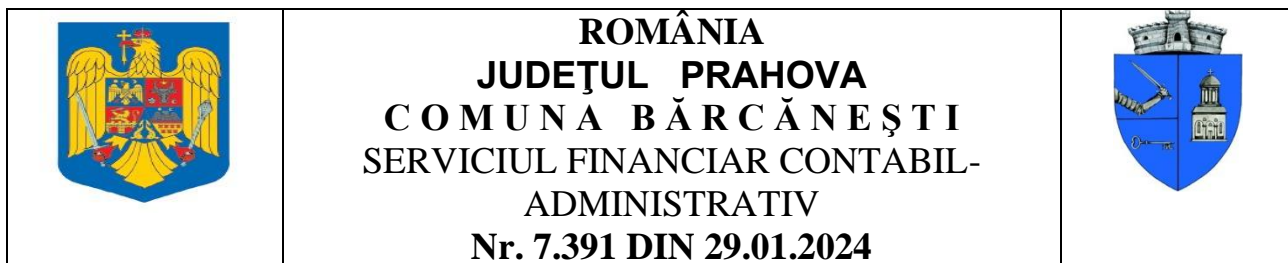 ROMÂNIA
JUDEŢUL PRAHOVA
C O M U N A B Ă R C Ă N E Ş T I
SERVICIUL FINANCIAR CONTABIL-
ADMINISTRATIV
Nr. 7.391 DIN 29.01.2024